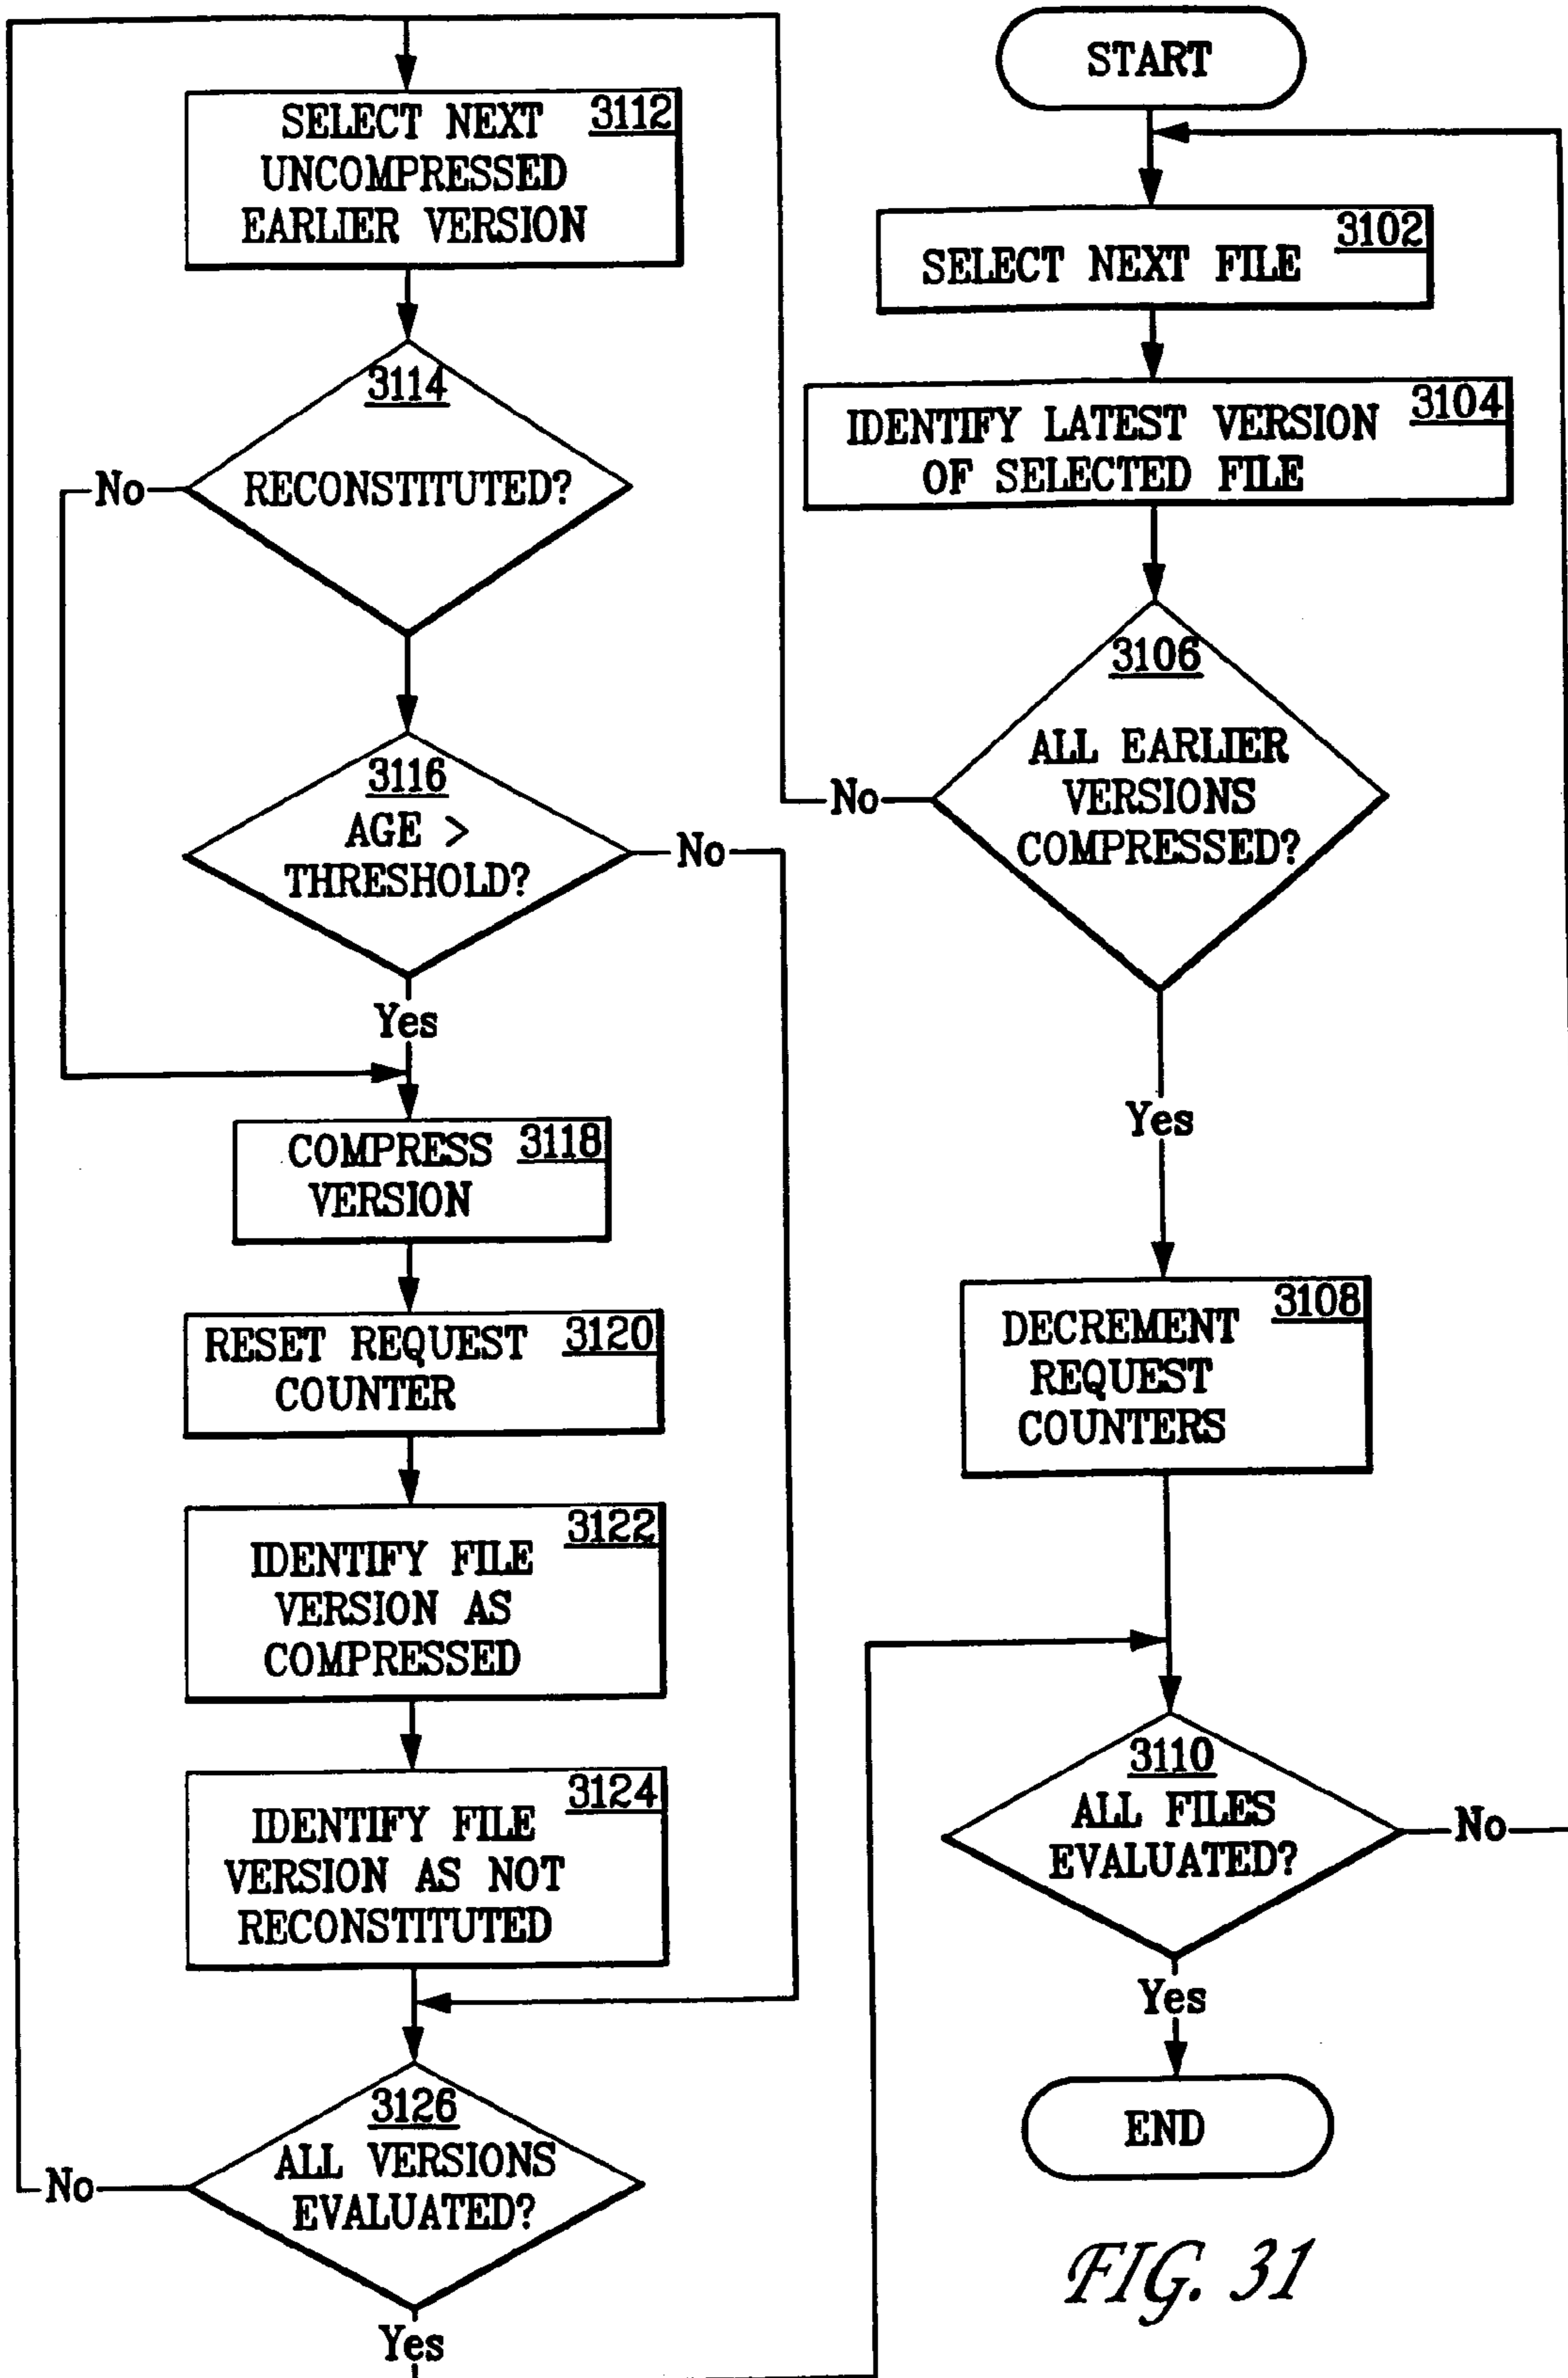 START
3102
SELECT NEXT FILE
3104
IDENTIFY LATEST VERSION
OF SELECTED FILE
3106
ALL EARLIER
VERSIONS
COMPRESSED?
No
Yes
3108
DECREMENT
REQUEST
COUNTERS
3110
ALL FILES
EVALUATED?
No
Yes
END
SELECT NEXT 3112
UNCOMPRESSED
EARLIER VERSION
3114
RECONSTITUTED?
No
3116
AGE >
THRESHOLD?
No
Yes
COMPRESS 3118
VERSION
RESET REQUEST 3120
COUNTER
3122
IDENTIFY FILE
VERSION AS
COMPRESSED
3124
IDENTIFY FILE
VERSION AS NOT
RECONSTITUTED
3126
ALL VERSIONS
EVALUATED?
No
Yes
FIG. 31